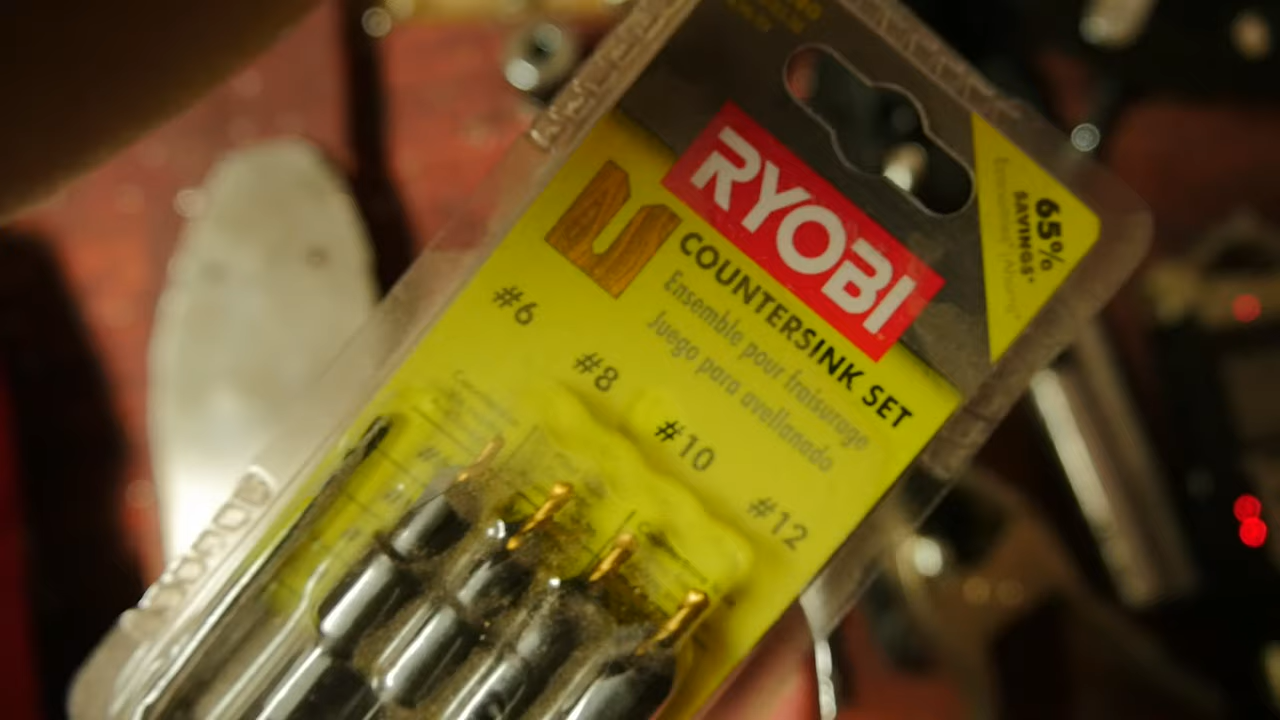 RYOBI
COUNTERSINK SET
Ensemble pour fraisurage
Juego para avellanado
#6
#8
#10
#12
65%
SAVINGS*